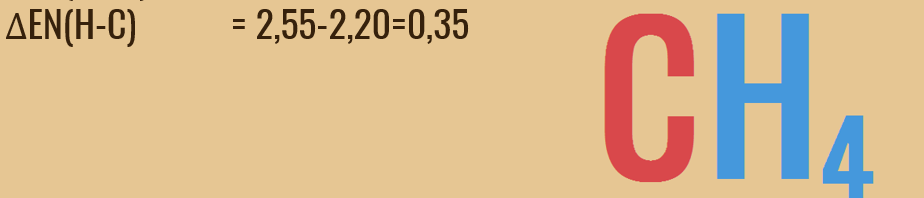 ΔEN(H-C) = 2,55-2,20=0,35
CH4